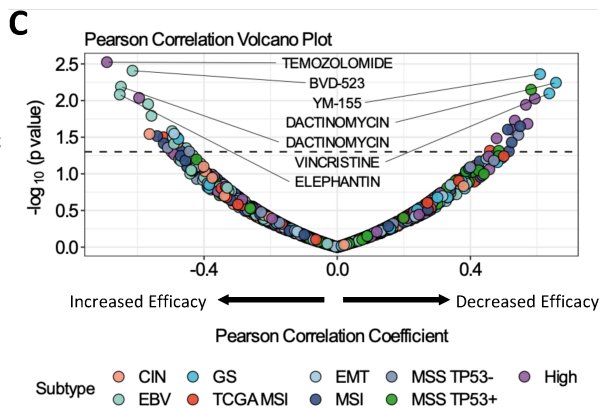 C
Pearson Correlation Volcano Plot
-log10 (p value)
2.5
2.0
1.5
1.0
0.5
0.0
TEMOZOLOMIDE
BVD-523
YM-155
DACTINOMYCIN
DACTINOMYCIN
VINCRISTINE
ELEPHANTIN
-0.4 0.0 0.4
Increased Efficacy Decreased Efficacy
Pearson Correlation Coefficient
Subtype
CIN GS EMT MSS TP53- High
EBV TCGA MSI MSI MSS TP53+